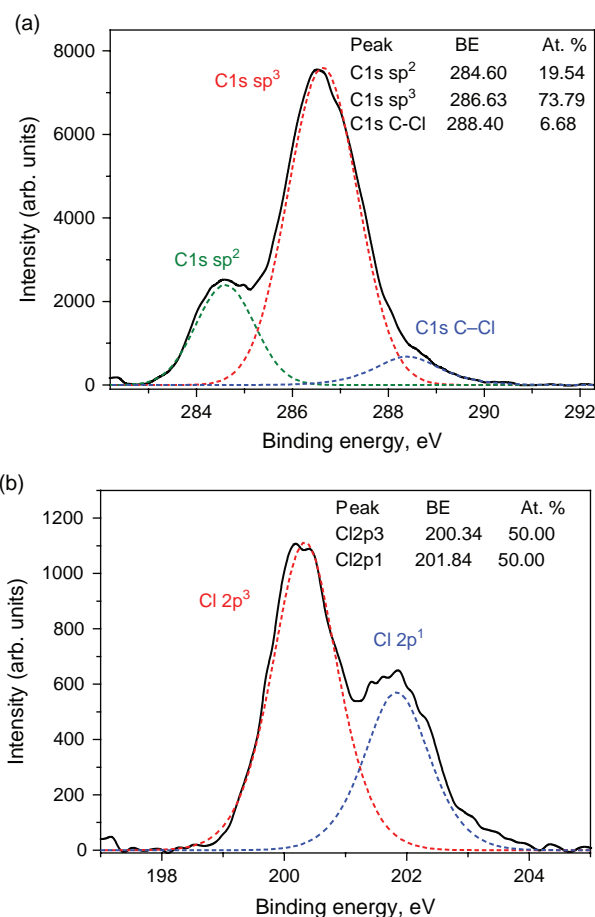 (a)
8000
6000
4000
2000
0
Intensity (arb. units)
C1s sp³
C1s sp²
C1s C–Cl
Peak BE At. %
C1s sp² 284.60 19.54
C1s sp³ 286.63 73.79
C1s C-Cl 288.40 6.68
284 286 288 290 292
Binding energy, eV
(b)
1200
1000
800
600
400
200
0
Intensity (arb. units)
Cl 2p³
Cl 2p¹
Peak BE At. %
Cl2p3 200.34 50.00
Cl2p1 201.84 50.00
198 200 202 204
Binding energy, eV